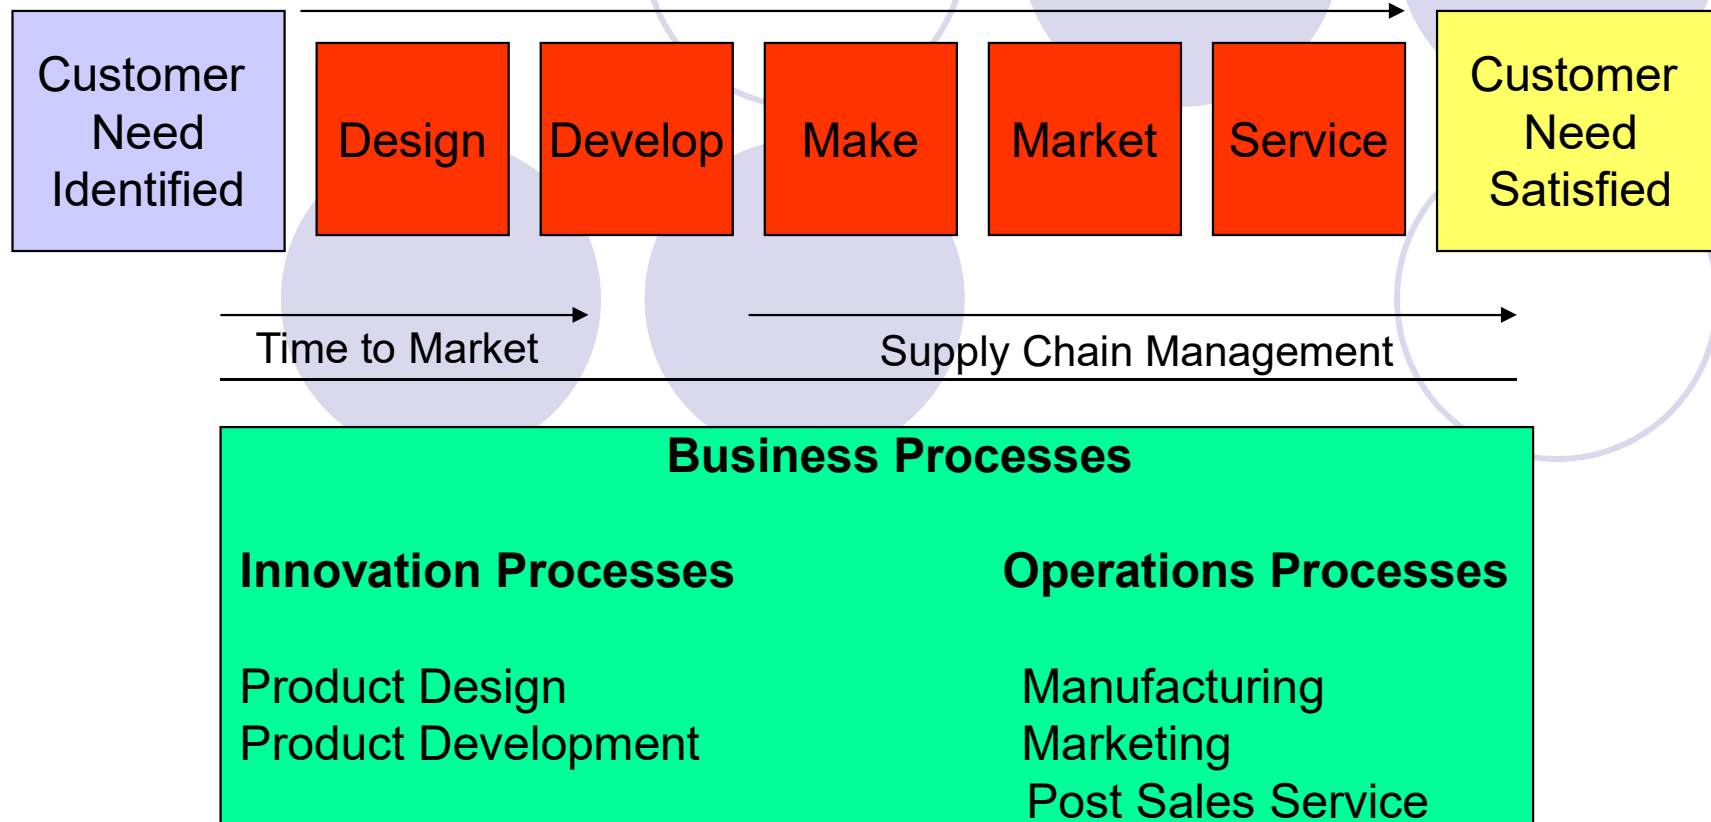 Customer
Need
Identified
Design
Develop
Make
Market
Service
Customer
Need
Satisfied
Time to Market
Supply Chain Management
Business Processes
Innovation Processes
Operations Processes
Product Design
Manufacturing
Product Development
Marketing
Post Sales Service